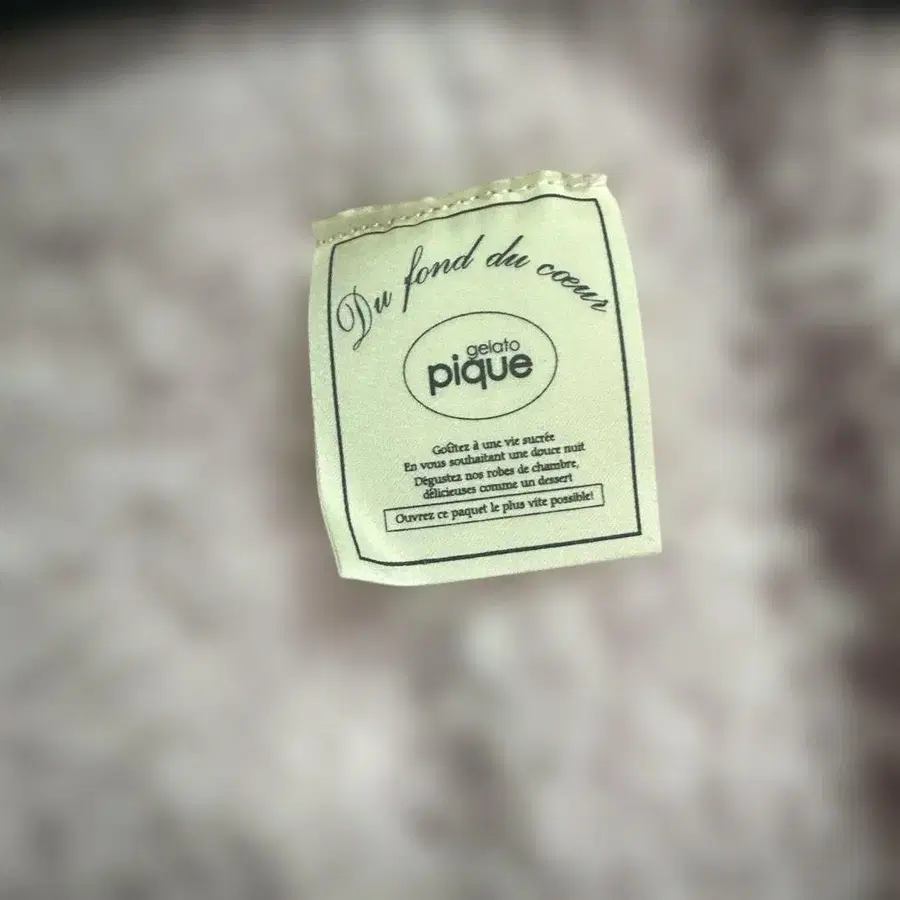 Du fond du cœur
gelato
pique
Goûtez à une vie sucrée
En vous souhaitant une douce nuit
Dégustez nos robes de chambre,
délicieuses comme un dessert
Ouvrez ce paquet le plus vite possible!